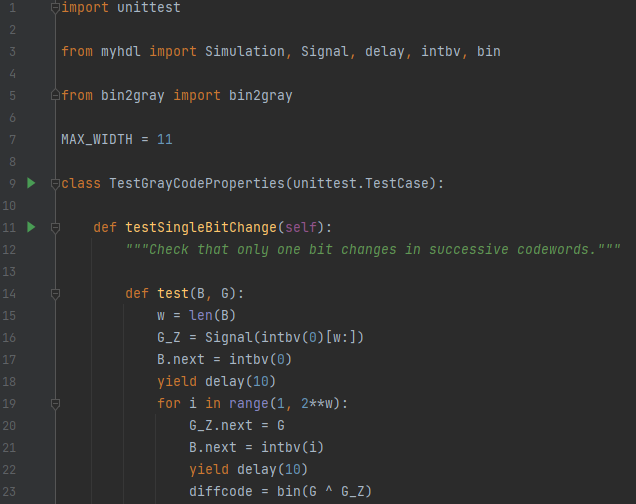 1 import unittest
2
3 from myhdl import Simulation, Signal, delay, intbv, bin
4
5 from bin2gray import bin2gray
6
7 MAX_WIDTH = 11
8
9 class TestGrayCodeProperties(unittest.TestCase):
10
11     def testSingleBitChange(self):
12         """Check that only one bit changes in successive codewords."""
13
14         def test(B, G):
15             w = len(B)
16             G_Z = Signal(intbv(0)[w:])
17             B.next = intbv(0)
18             yield delay(10)
19             for i in range(1, 2**w):
20                 G_Z.next = G
21                 B.next = intbv(i)
22                 yield delay(10)
23                 diffcode = bin(G ^ G_Z)